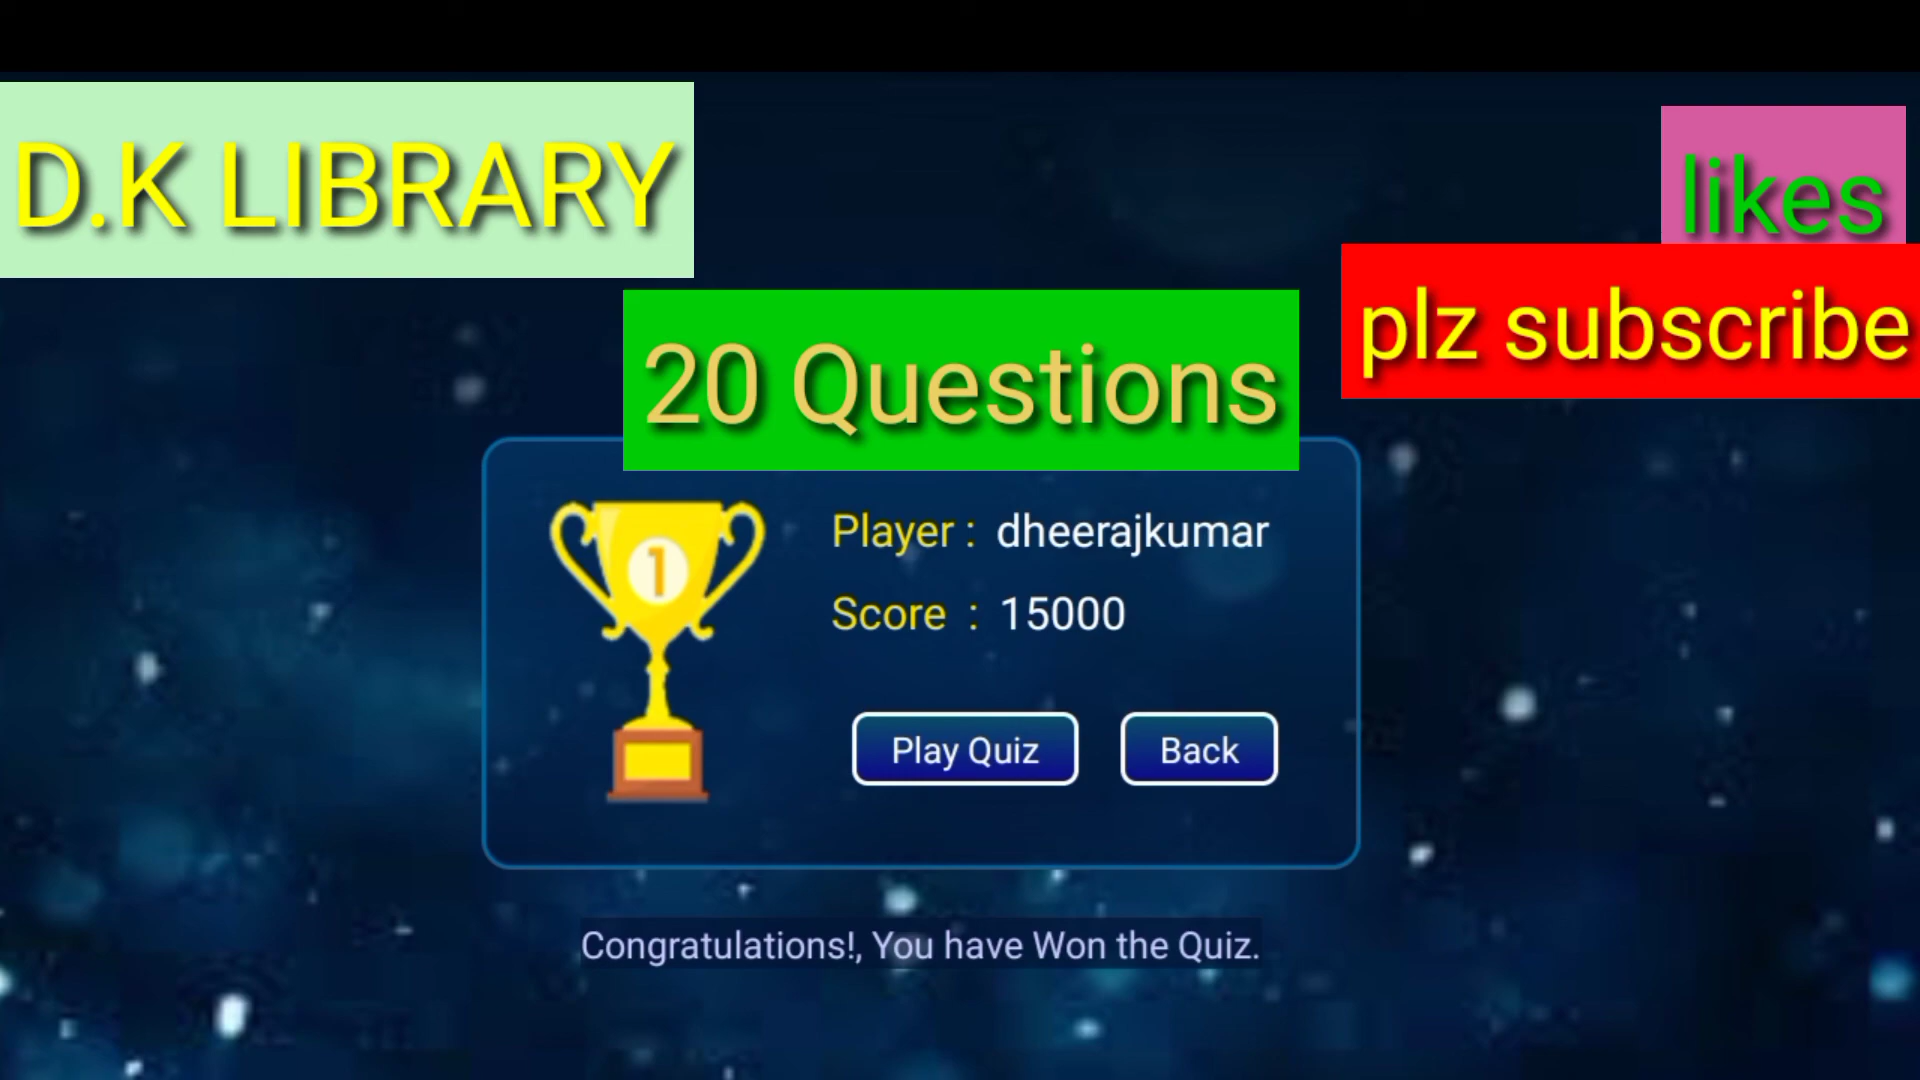 D.K LIBRARY
likes
plz subscribe
20 Questions
1
Player : dheerajkumar
Score : 15000
Play Quiz
Back
Congratulations!, You have Won the Quiz.